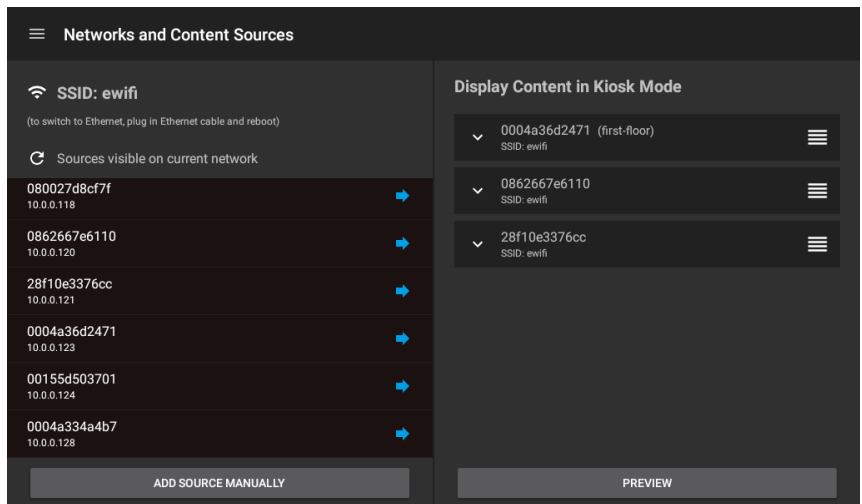 Networks and Content Sources
SSID: ewifi
(to switch to Ethernet, plug in Ethernet cable and reboot)
Sources visible on current network
080027d8cf7f
10.0.0.118
0862667e6110
10.0.0.120
28f10e3376cc
10.0.0.121
0004a36d2471
10.0.0.123
00155d503701
10.0.0.124
0004a334a4b7
10.0.0.128
ADD SOURCE MANUALLY
Display Content in Kiosk Mode
0004a36d2471 (first-floor)
SSID: ewifi
0862667e6110
SSID: ewifi
28f10e3376cc
SSID: ewifi
PREVIEW